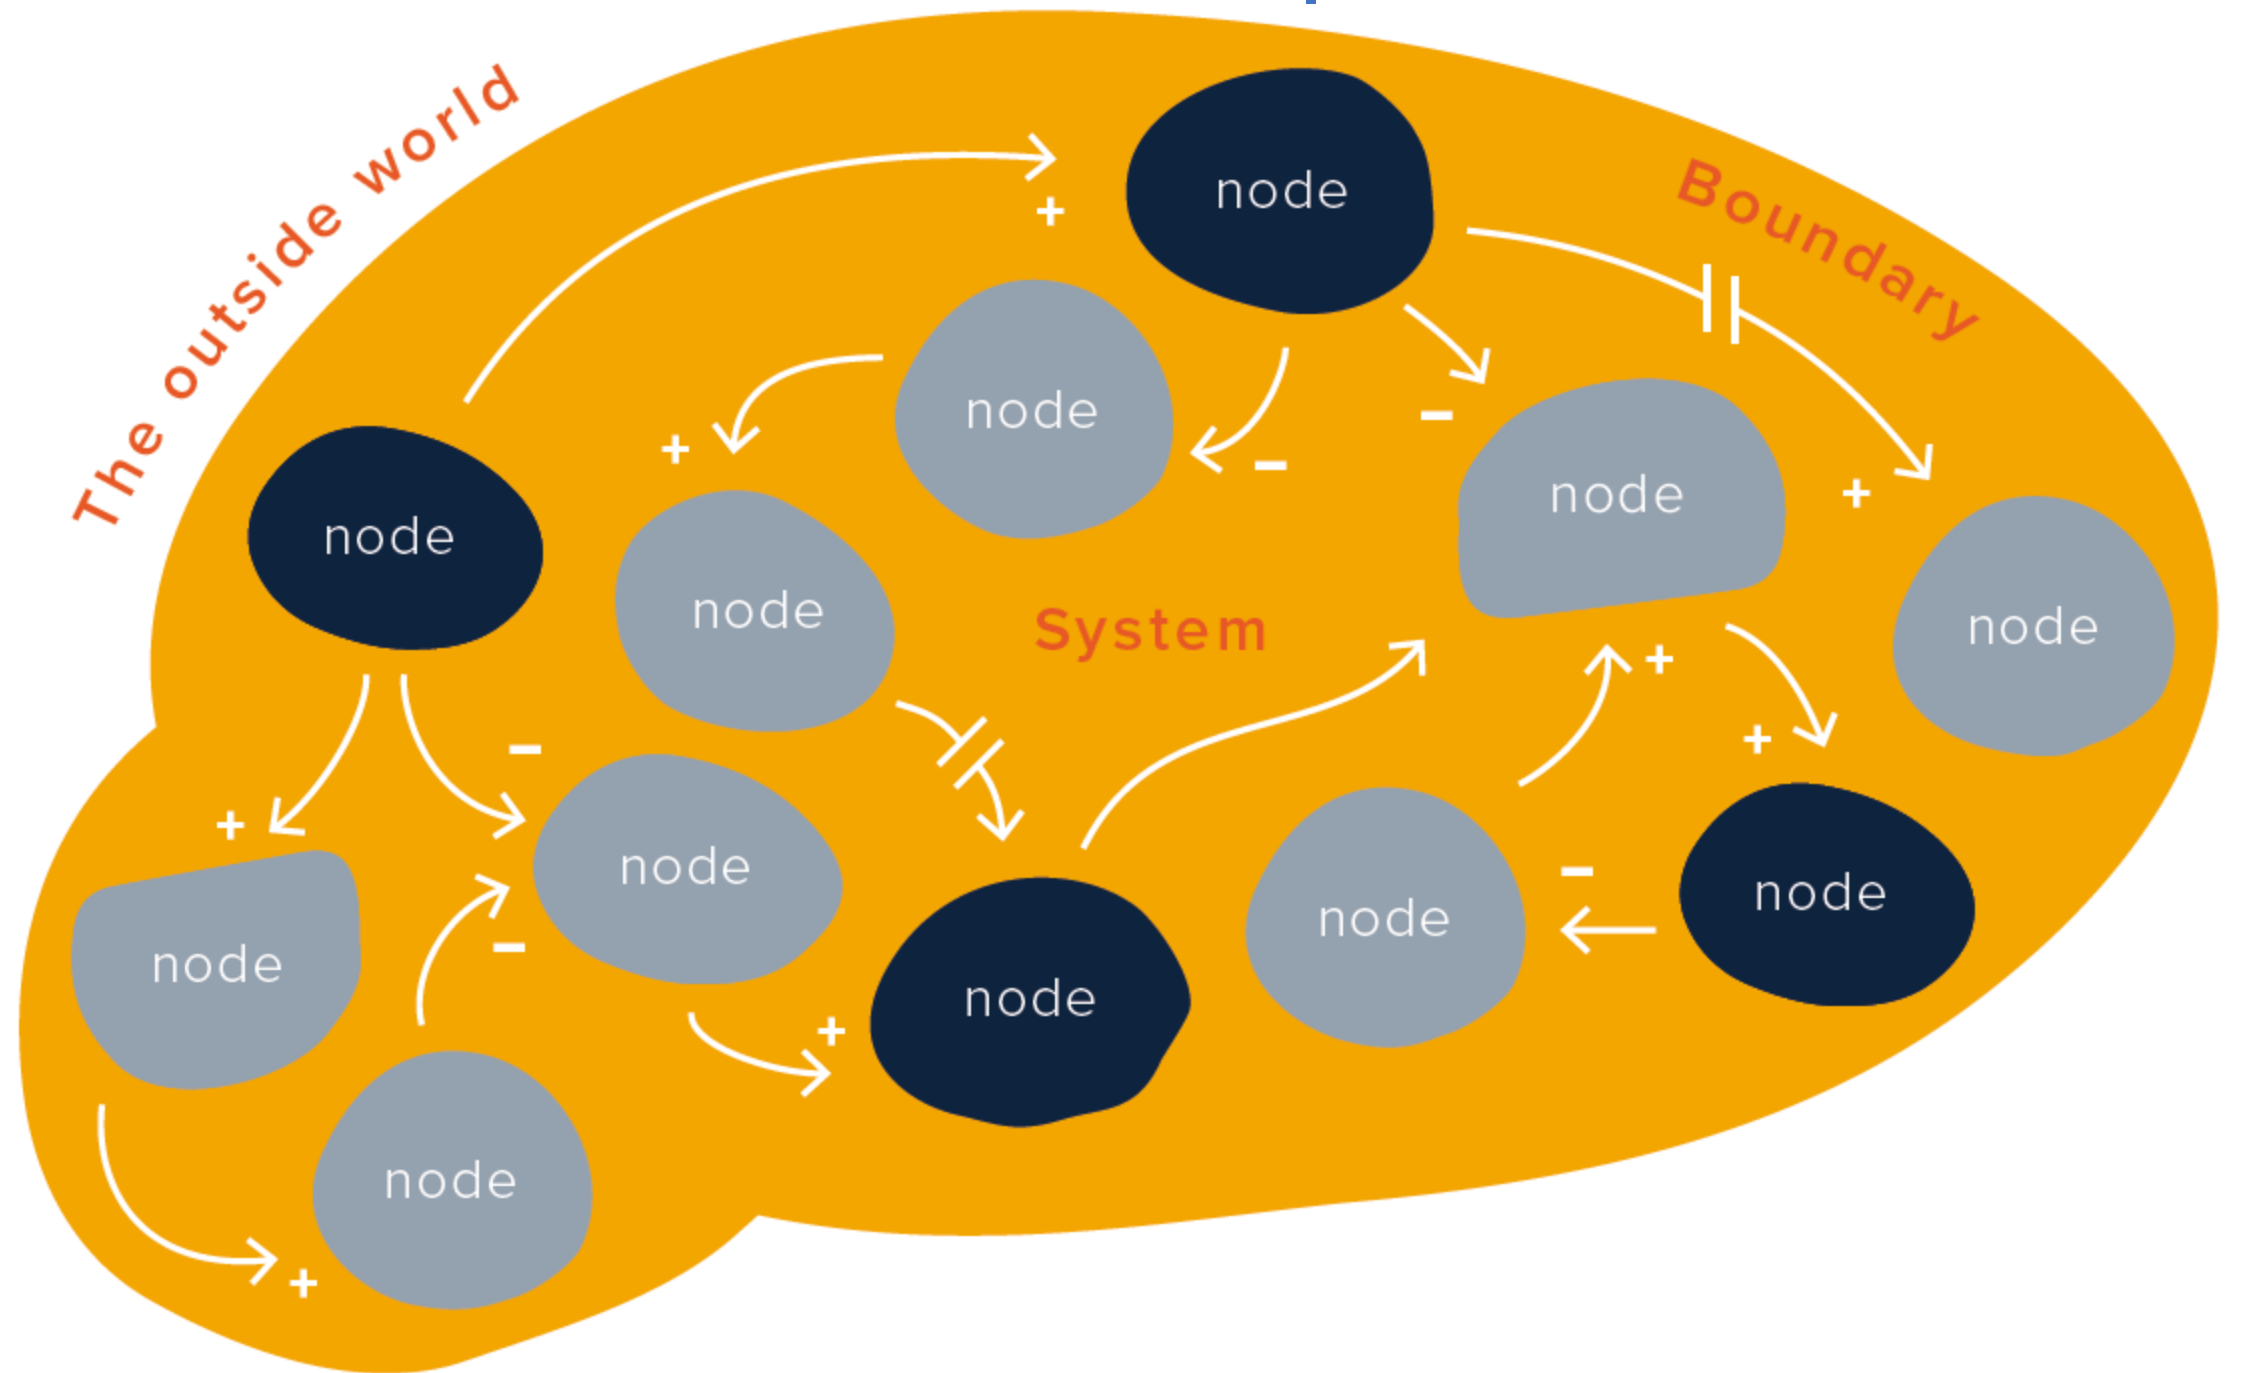 The outside world
Boundary
node
+
node
+
-
-
node
+
node
node
System
node
+
node
-
+
+
node
-
node
node
-
node
-
+
node
node
+